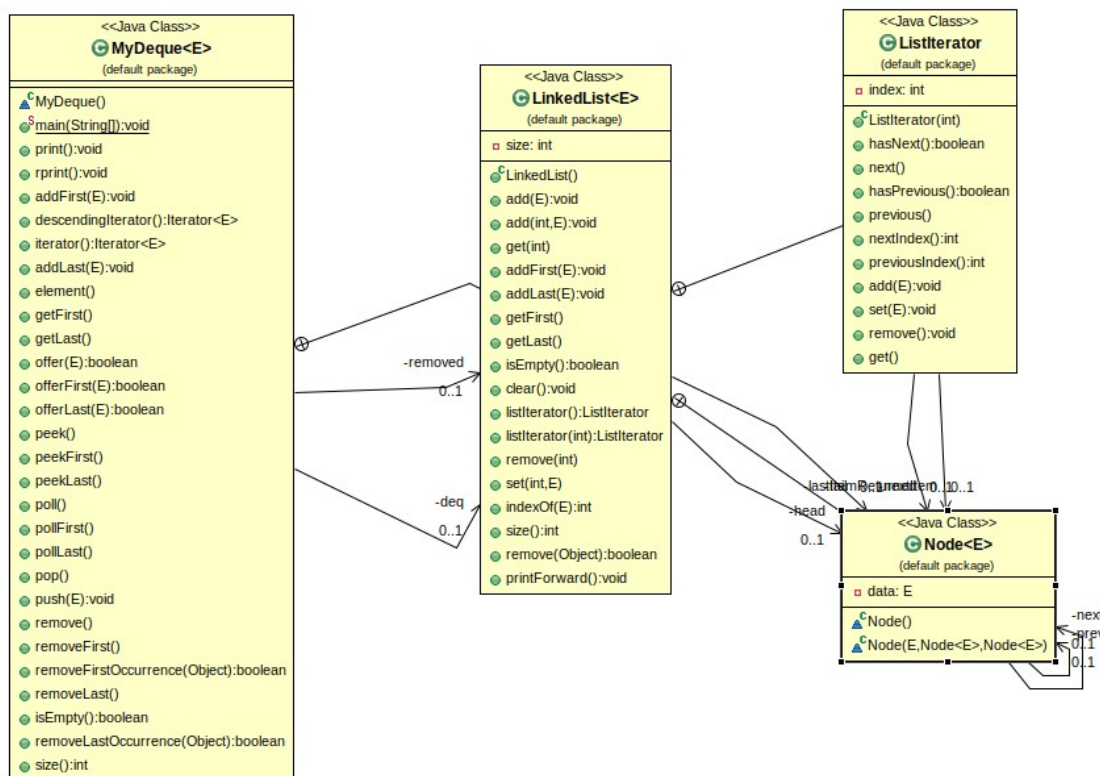 <<Java Class>>
MyDeque<E>
(default package)
MyDeque()
main(String[]):void
print():void
rprint():void
addFirst(E):void
descendingIterator():Iterator<E>
iterator():Iterator<E>
addLast(E):void
element()
getFirst()
getLast()
offer(E):boolean
offerFirst(E):boolean
offerLast(E):boolean
peek()
peekFirst()
peekLast()
poll()
pollFirst()
pollLast()
pop()
push(E):void
remove()
removeFirst()
removeFirstOccurrence(Object):boolean
removeLast()
isEmpty():boolean
removeLastOccurrence(Object):boolean
size():int
-removed
0..1
-deq
0..1
<<Java Class>>
LinkedList<E>
(default package)
size: int
LinkedList()
add(E):void
add(int,E):void
get(int)
addFirst(E):void
addLast(E):void
getFirst()
getLast()
isEmpty():boolean
clear():void
listIterator():ListIterator
listIterator(int):ListIterator
remove(int)
set(int,E)
indexOf(E):int
size():int
remove(Object):boolean
printForward():void
<<Java Class>>
ListIterator
(default package)
index: int
ListIterator(int)
hasNext():boolean
next()
hasPrevious():boolean
previous()
nextIndex():int
previousIndex():int
add(E):void
set(E):void
remove():void
get()
0..1
-head
0..1
<<Java Class>>
Node<E>
(default package)
data: E
Node()
Node(E,Node<E>,Node<E>)
-next
-prev
0..1
0..1